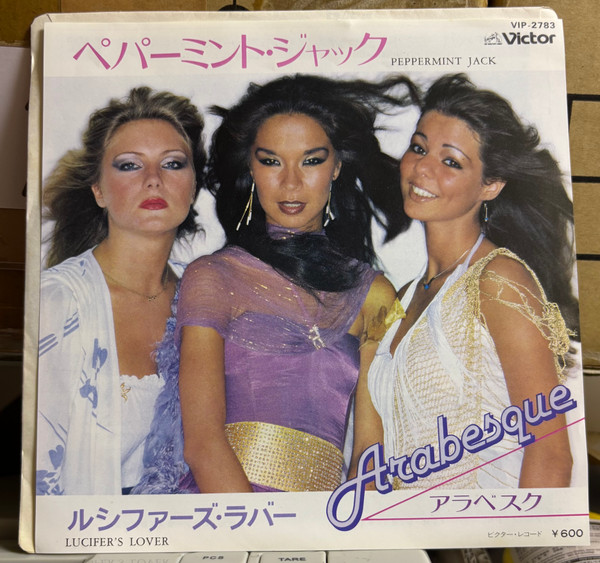 VIP-2783
Victor
ペパーミント・ジャック
PEPPERMINT JACK
Arabesque
アラベスク
ルシファーズ・ラバー
LUCIFER'S LOVER
ビクター・レコード
¥600
PCS
TARE